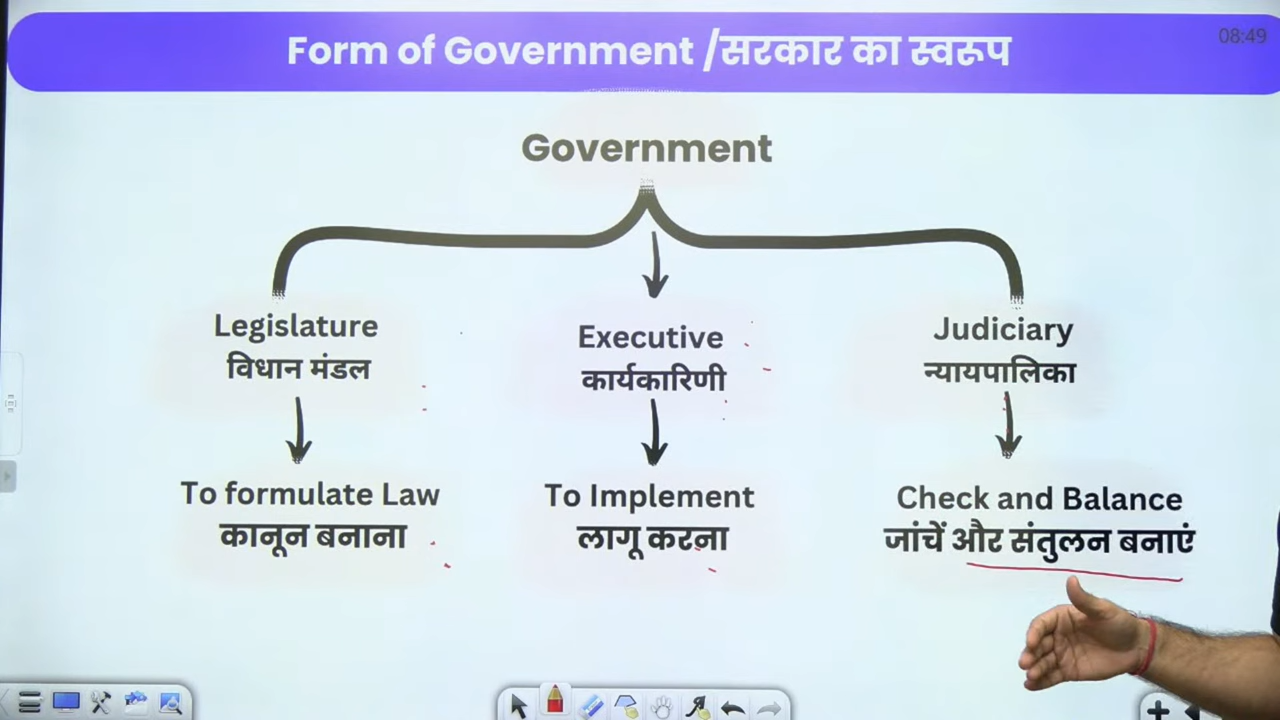 Form of Government /सरकार का स्वरूप
08:49
Government
Legislature
विधान मंडल
Executive
कार्यकारिणी
Judiciary
न्यायपालिका
To formulate Law
कानून बनाना
To Implement
लागू करना
Check and Balance
जांचें और संतुलन बनाएं